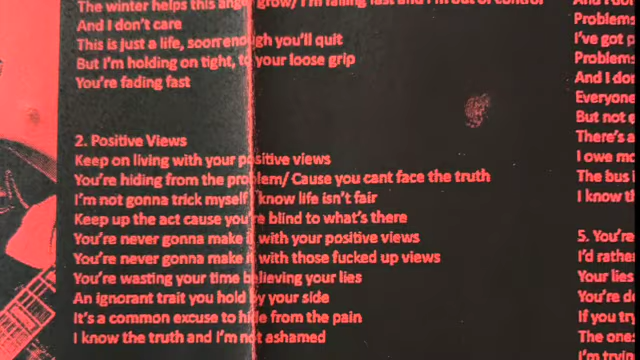 The winter helps this anger grow/ I'm falling fast and I'm out of control
And I don't care
This is just a life, soon enough you'll quit
But I'm holding on tight, to your loose grip
You're fading fast
2. Positive Views
Keep on living with your positive views
You're hiding from the problem/ Cause you cant face the truth
I'm not gonna trick myself I know life isn't fair
Keep up the act cause you're blind to what's there
You're never gonna make it with your positive views
You're never gonna make it with those fucked up views
You're wasting your time believing your lies
An ignorant trait you hold by your side
It's a common excuse to hide from the pain
I know the truth and I'm not ashamed
And I Got
Problems
I've got p
Problems
And I don
Everyone
But not e
There's a
I owe mo
The bus i
I know t
5. You're
I'd rathe
Your lies
You're d
If you try
The one
I'm tryin